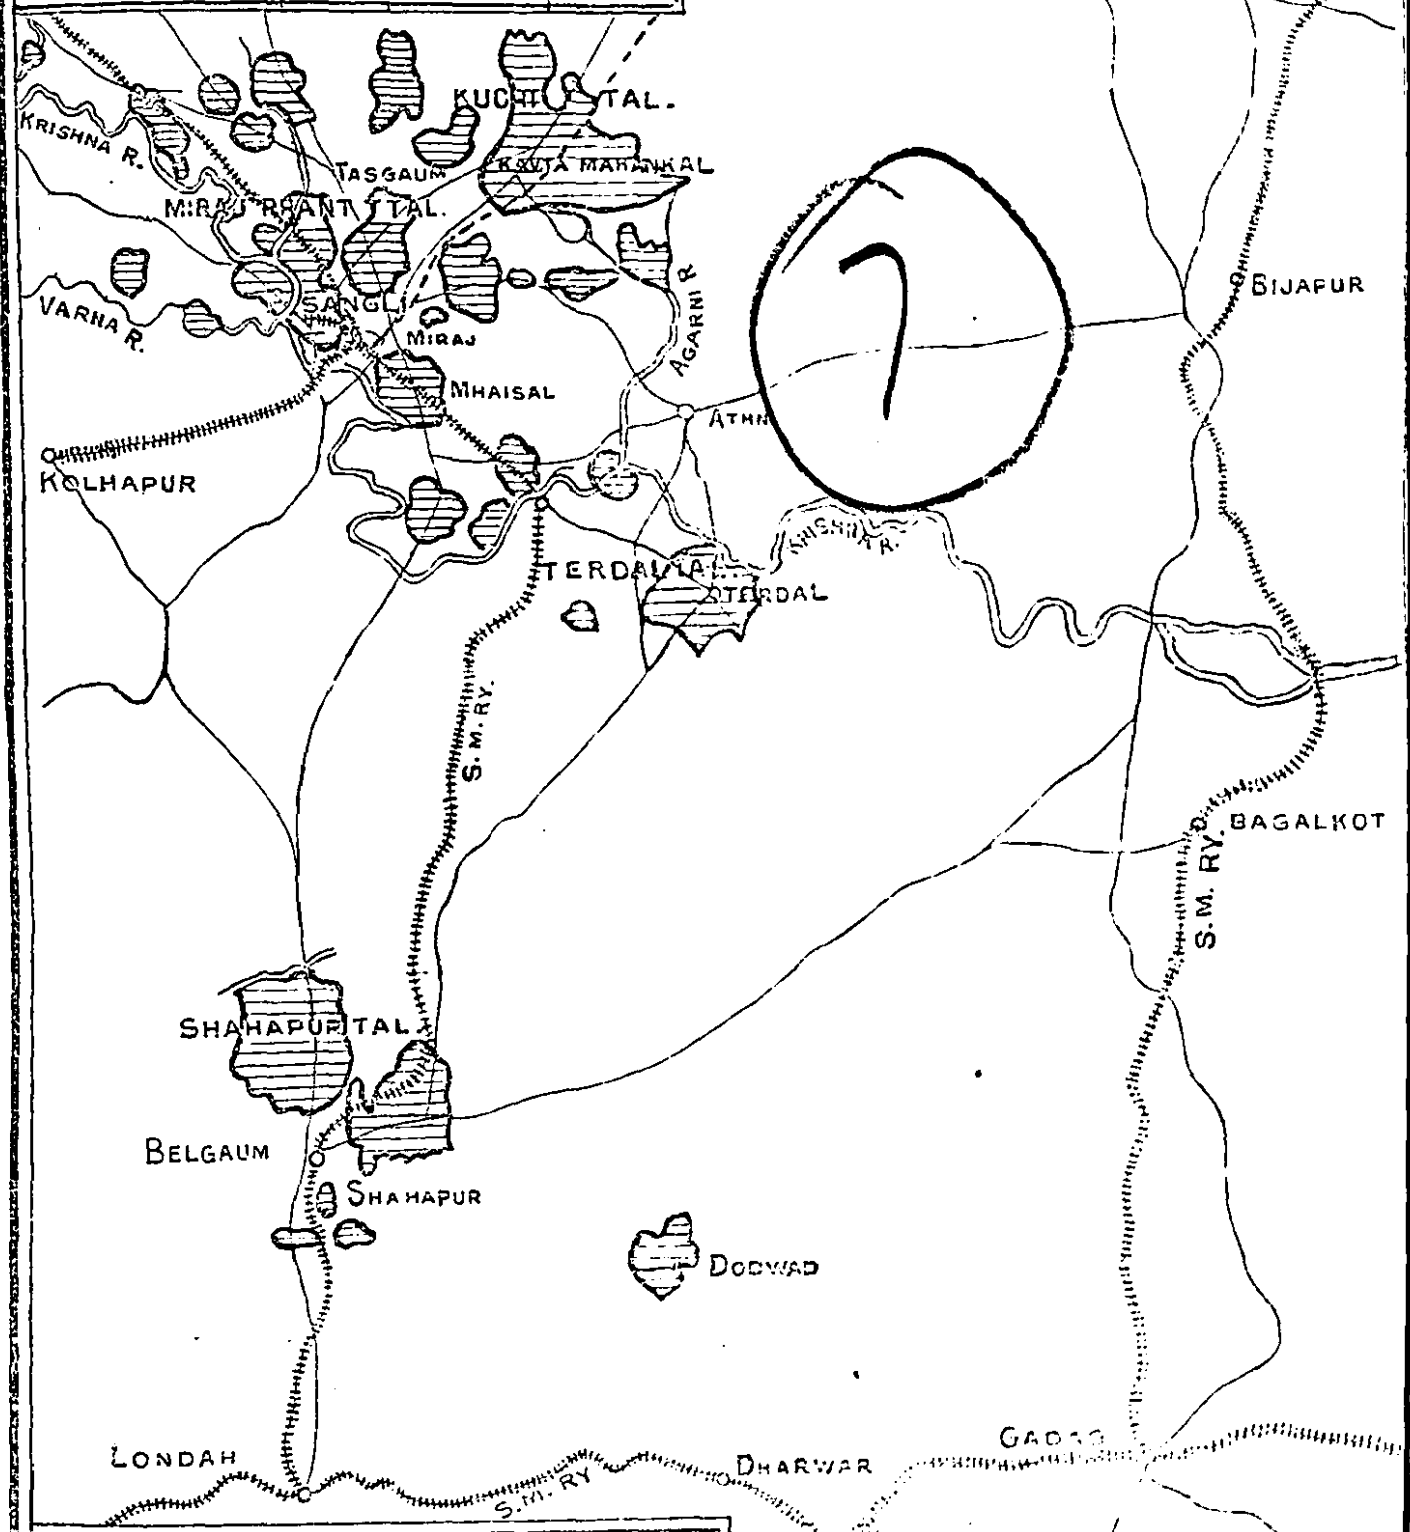 KUCHI TAL.
KRISHNA R.
TASGAUM
KAVTA MAHANKAL
MIRAJ PRANT TAL.
BIJAPUR
VARNA R.
SANGLI
AGARNI R
MIRAJ
MHAISAL
ATHN
7
KOLHAPUR
KRISHNA R.
TERDAL TAL.
TERDAL
S.M. RY.
BAGALKOT
S.M. RY.
SHAHAPUR TAL.
BELGAUM
SHAHAPUR
DODWAD
LONDAH
GADAG
DHARWAR
S.M. RY